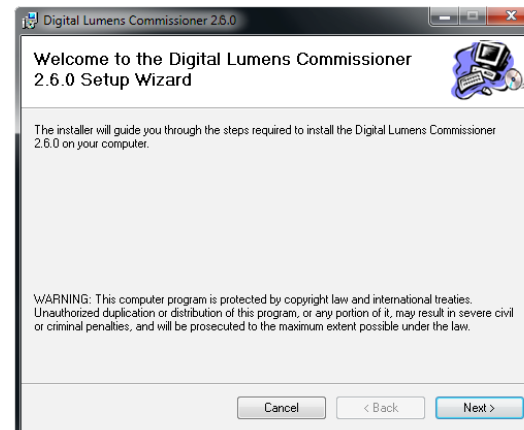 Digital Lumens Commissioner 2.6.0
Welcome to the Digital Lumens Commissioner
2.6.0 Setup Wizard
The installer will guide you through the steps required to install the Digital Lumens Commissioner
2.6.0 on your computer.
WARNING: This computer program is protected by copyright law and international treaties.
Unauthorized duplication or distribution of this program, or any portion of it, may result in severe civil
or criminal penalties, and will be prosecuted to the maximum extent possible under the law.
Cancel < Back Next >